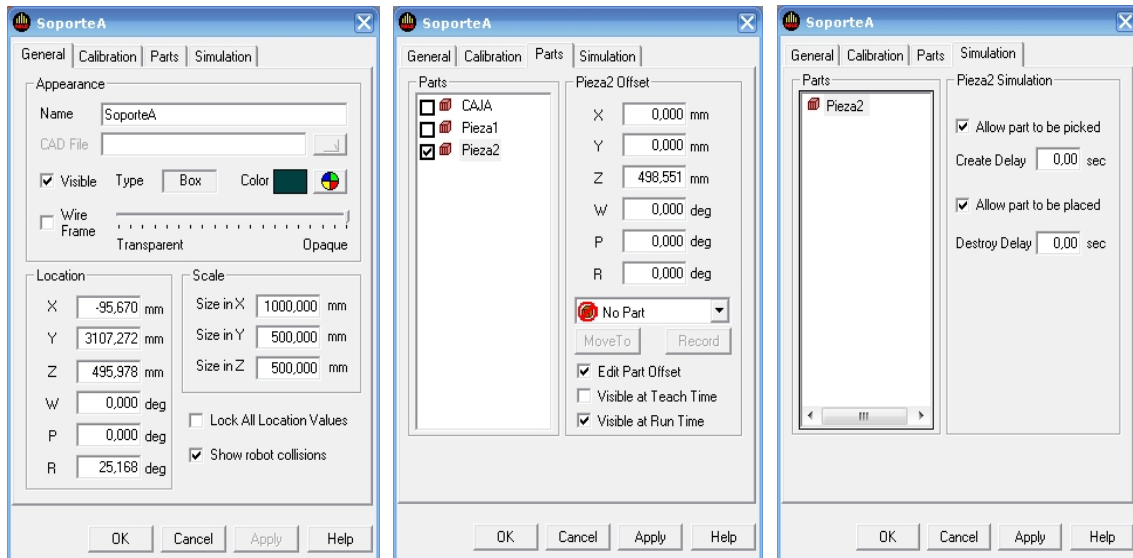 SoporteA
General Calibration Parts Simulation
Appearance
Name SoporteA
CAD File
Visible Type Box Color
Wire Frame
Transparent Opaque
Location
X -95,670 mm
Y 3107,272 mm
Z 495,978 mm
W 0,000 deg
P 0,000 deg
R 25,168 deg
Scale
Size in X 1000,000 mm
Size in Y 500,000 mm
Size in Z 500,000 mm
Lock All Location Values
Show robot collisions
OK Cancel Apply Help
SoporteA
General Calibration Parts Simulation
Parts
CAJA
Pieza1
Pieza2
Pieza2 Offset
X 0,000 mm
Y 0,000 mm
Z 498,551 mm
W 0,000 deg
P 0,000 deg
R 0,000 deg
No Part
MoveTo Record
Edit Part Offset
Visible at Teach Time
Visible at Run Time
OK Cancel Apply Help
SoporteA
General Calibration Parts Simulation
Parts
Pieza2
Pieza2 Simulation
Allow part to be picked
Create Delay 0,00 sec
Allow part to be placed
Destroy Delay 0,00 sec
OK Cancel Apply Help